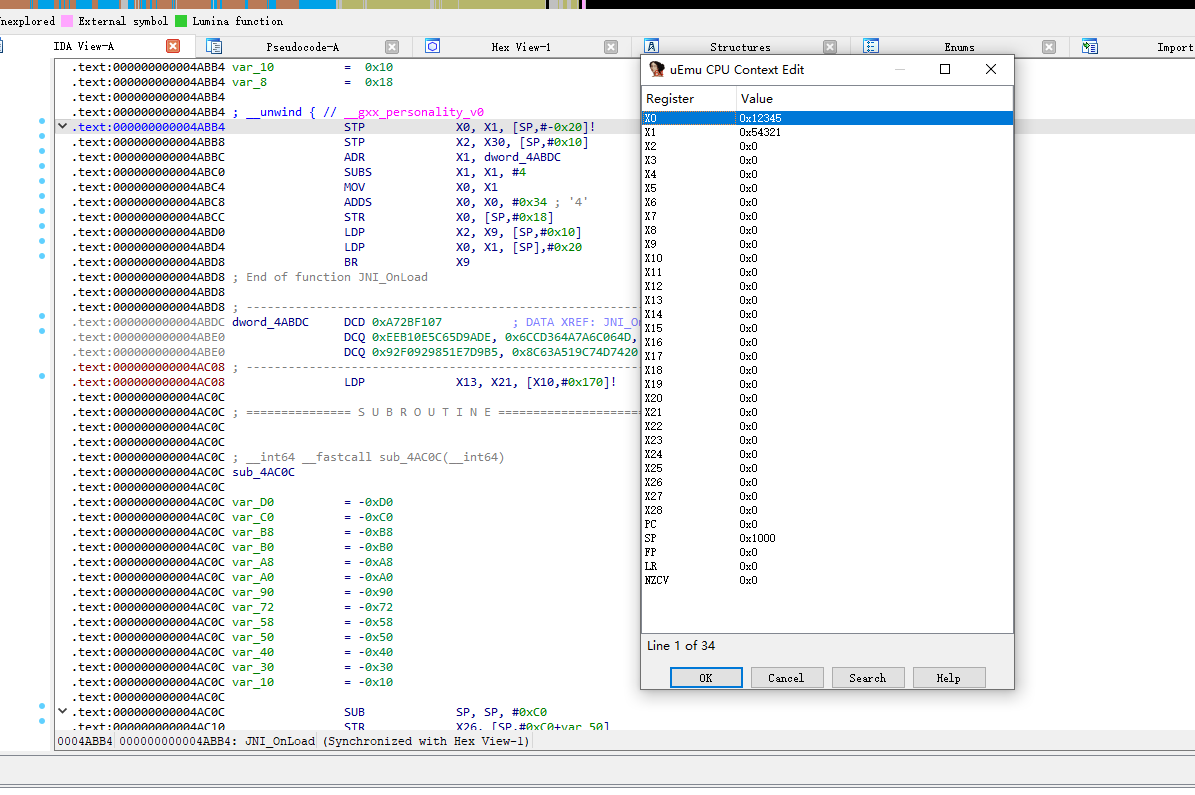 nexplored External symbol Lumina function
IDA View-A Pseudocode-A Hex View-1 Structures Enums Import
.text:000000000004ABB4 var_10 = 0x10
.text:000000000004ABB4 var_8 = 0x18
.text:000000000004ABB4
.text:000000000004ABB4 ; __unwind { // __gxx_personality_v0
.text:000000000004ABB4 STP X0, X1, [SP,#-0x20]!
.text:000000000004ABB8 STP X2, X30, [SP,#0x10]
.text:000000000004ABBC ADR X1, dword_4ABDC
.text:000000000004ABC0 SUBS X1, X1, #4
.text:000000000004ABC4 MOV X0, X1
.text:000000000004ABC8 ADDS X0, X0, #0x34 ; '4'
.text:000000000004ABCC STR X0, [SP,#0x18]
.text:000000000004ABD0 LDP X2, X9, [SP,#0x10]
.text:000000000004ABD4 LDP X0, X1, [SP],#0x20
.text:000000000004ABD8 BR X9
.text:000000000004ABD8 ; End of function JNI_OnLoad
.text:000000000004ABD8
.text:000000000004ABD8 ; ---------------------------------------------------------
.text:000000000004ABDC dword_4ABDC DCD 0xA72BF107 ; DATA XREF: JNI_On
.text:000000000004ABE0 DCQ 0xEEB10E5C65D9ADE, 0x6CCD364A7A6C064D,
.text:000000000004ABE0 DCQ 0x92F0929851E7D9B5, 0x8C63A519C74D7420
.text:000000000004AC08 ; ---------------------------------------------------------
.text:000000000004AC08 LDP X13, X21, [X10,#0x170]!
.text:000000000004AC0C
.text:000000000004AC0C ; =============== S U B R O U T I N E =====================
.text:000000000004AC0C
.text:000000000004AC0C
.text:000000000004AC0C ; __int64 __fastcall sub_4AC0C(__int64)
.text:000000000004AC0C sub_4AC0C
.text:000000000004AC0C
.text:000000000004AC0C var_D0 = -0xD0
.text:000000000004AC0C var_C0 = -0xC0
.text:000000000004AC0C var_B8 = -0xB8
.text:000000000004AC0C var_B0 = -0xB0
.text:000000000004AC0C var_A8 = -0xA8
.text:000000000004AC0C var_A0 = -0xA0
.text:000000000004AC0C var_90 = -0x90
.text:000000000004AC0C var_72 = -0x72
.text:000000000004AC0C var_58 = -0x58
.text:000000000004AC0C var_50 = -0x50
.text:000000000004AC0C var_40 = -0x40
.text:000000000004AC0C var_30 = -0x30
.text:000000000004AC0C var_10 = -0x10
.text:000000000004AC0C
.text:000000000004AC0C SUB SP, SP, #0xC0
.text:000000000004AC10 STR X26, [SP,#0xC0+var_50]
0004ABB4 000000000004ABB4: JNI_OnLoad (Synchronized with Hex View-1)
uEmu CPU Context Edit
Register Value
X0 0x12345
X1 0x54321
X2 0x0
X3 0x0
X4 0x0
X5 0x0
X6 0x0
X7 0x0
X8 0x0
X9 0x0
X10 0x0
X11 0x0
X12 0x0
X13 0x0
X14 0x0
X15 0x0
X16 0x0
X17 0x0
X18 0x0
X19 0x0
X20 0x0
X21 0x0
X22 0x0
X23 0x0
X24 0x0
X25 0x0
X26 0x0
X27 0x0
X28 0x0
PC 0x0
SP 0x1000
FP 0x0
LR 0x0
NZCV 0x0
Line 1 of 34
OK Cancel Search Help